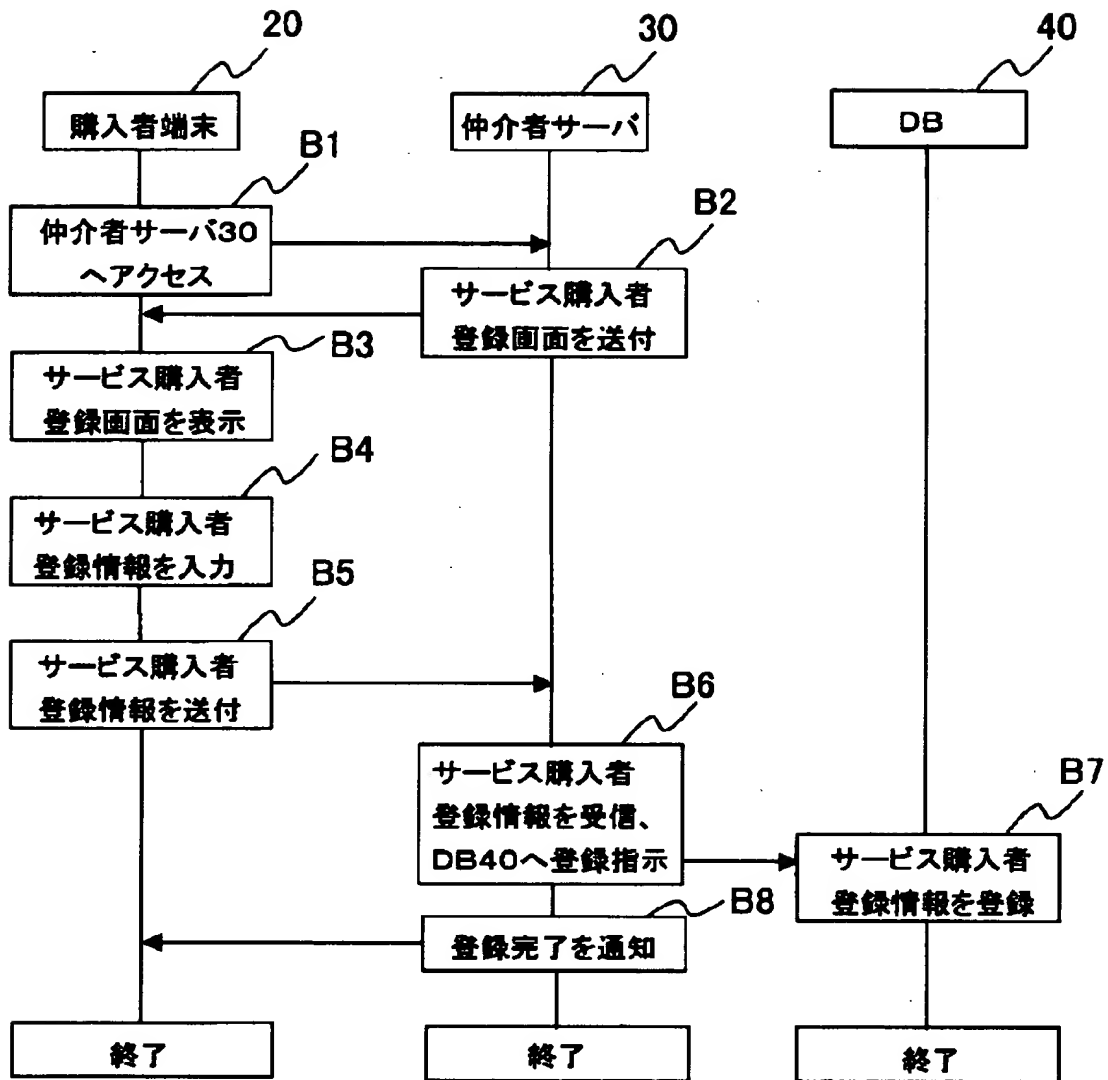 20
30
40
購入者端末
仲介者サーバ
DB
B1
仲介者サーバ30
へアクセス
B2
サービス購入者
登録画面を送付
B3
サービス購入者
登録画面を表示
B4
サービス購入者
登録情報を入力
B5
サービス購入者
登録情報を送付
B6
サービス購入者
登録情報を受信、
DB40へ登録指示
B7
サービス購入者
登録情報を登録
B8
登録完了を通知
終了
終了
終了